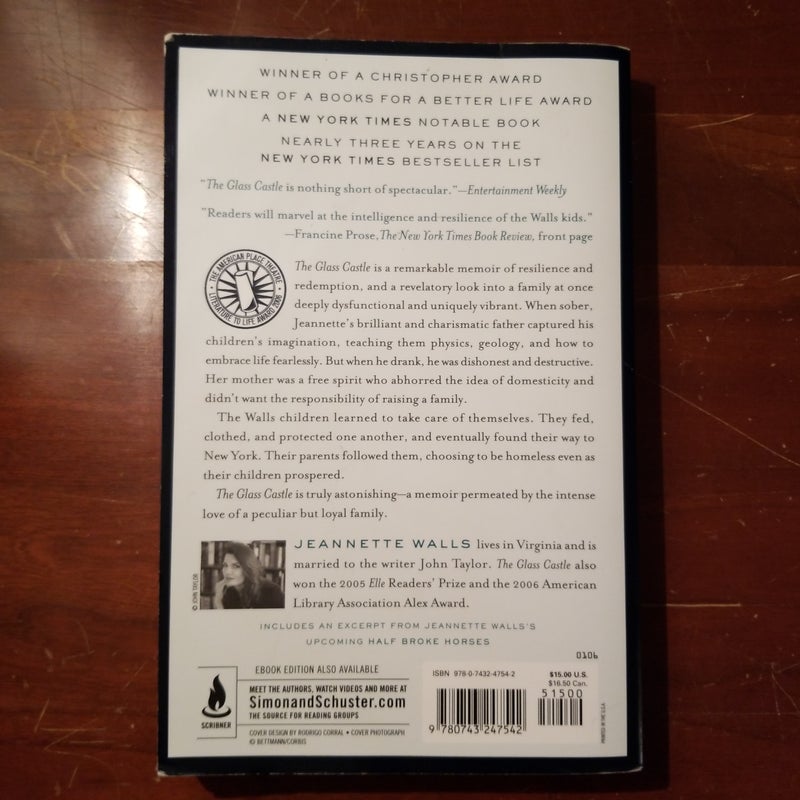 WINNER OF A CHRISTOPHER AWARD
WINNER OF A BOOKS FOR A BETTER LIFE AWARD
A NEW YORK TIMES NOTABLE BOOK
NEARLY THREE YEARS ON THE
NEW YORK TIMES BESTSELLER LIST
"The Glass Castle is nothing short of spectacular."—Entertainment Weekly
"Readers will marvel at the intelligence and resilience of the Walls kids."
—Francine Prose, The New York Times Book Review, front page
THE AMERICAN PLACE THEATRE
LITERATURE TO LIFE AWARD 2006
The Glass Castle is a remarkable memoir of resilience and
redemption, and a revelatory look into a family at once
deeply dysfunctional and uniquely vibrant. When sober,
Jeannette's brilliant and charismatic father captured his
children's imagination, teaching them physics, geology, and how to
embrace life fearlessly. But when he drank, he was dishonest and destructive.
Her mother was a free spirit who abhorred the idea of domesticity and
didn't want the responsibility of raising a family.
The Walls children learned to take care of themselves. They fed,
clothed, and protected one another, and eventually found their way to
New York. Their parents followed them, choosing to be homeless even as
their children prospered.
The Glass Castle is truly astonishing—a memoir permeated by the intense
love of a peculiar but loyal family.
© JOHN TAYLOR
JEANNETTE WALLS lives in Virginia and is
married to the writer John Taylor. The Glass Castle also
won the 2005 Elle Readers' Prize and the 2006 American
Library Association Alex Award.
INCLUDES AN EXCERPT FROM JEANNETTE WALLS'S
UPCOMING HALF BROKE HORSES
0106
EBOOK EDITION ALSO AVAILABLE
MEET THE AUTHORS, WATCH VIDEOS AND MORE AT
SimonandSchuster.com
THE SOURCE FOR READING GROUPS
SCRIBNER
COVER DESIGN BY RODRIGO CORRAL • COVER PHOTOGRAPH
© BETTMANN/CORBIS
ISBN 978-0-7432-4754-2
$15.00 U.S.
$16.50 Can.
51500
9 780743 247542
PRINTED IN THE U.S.A.